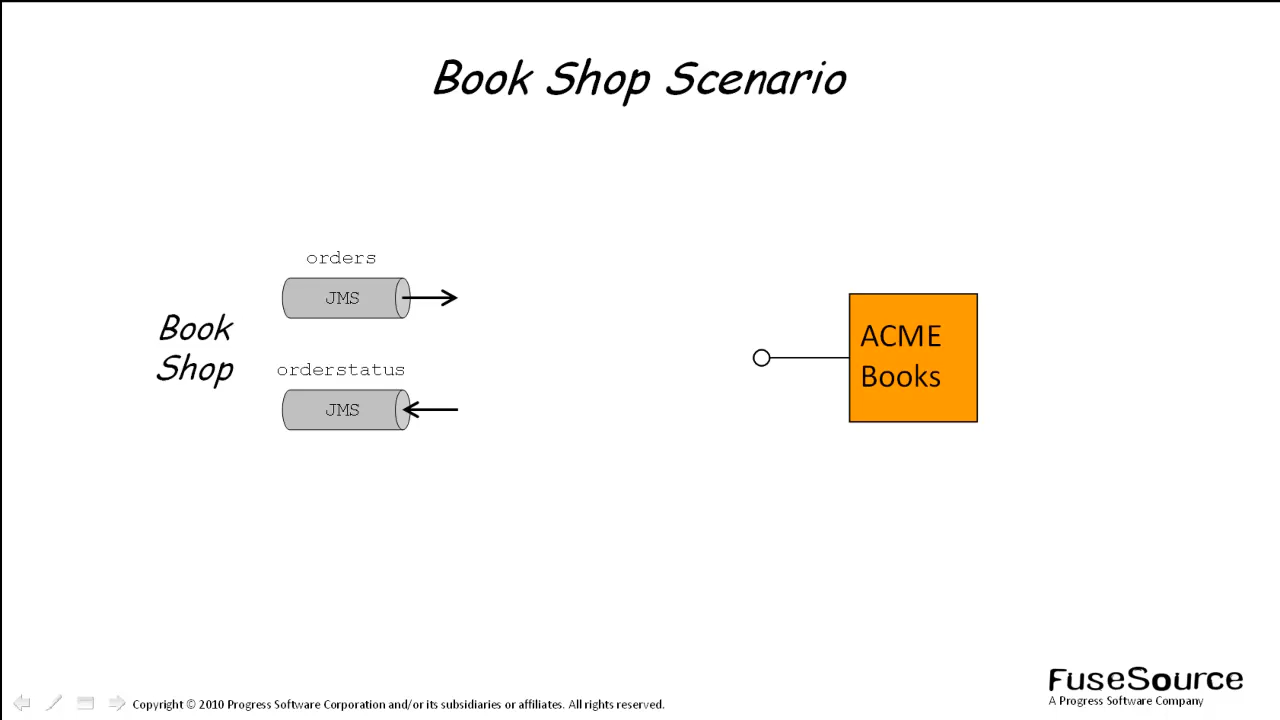 Book Shop Scenario
orders
JMS
Book
Shop
orderstatus
JMS
ACME
Books
FuseSource
A Progress Software Company
Copyright © 2010 Progress Software Corporation and/or its subsidiaries or affiliates. All rights reserved.